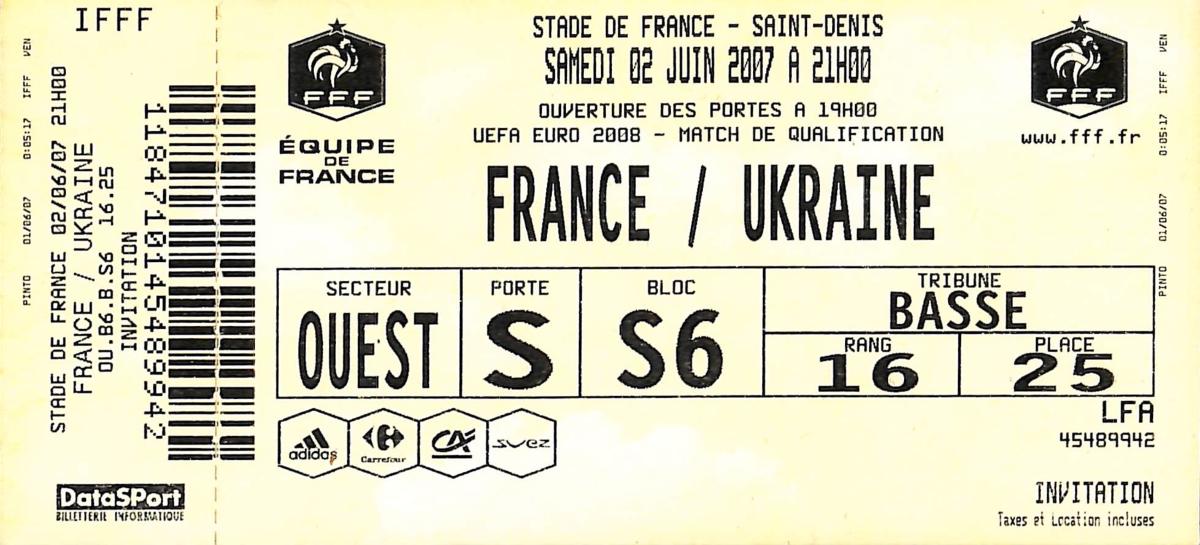 IFFF
PINTO 01/06/07 0:05:17 IFFF VEN
STADE DE FRANCE 02/06/07 21H00
FRANCE / UKRAINE
OU.B6.B.S6 16.25
INVITATION
DataSPort
BILLETTERIE INFORMATIQUE
FFF
ÉQUIPE
DE
FRANCE
STADE DE FRANCE - SAINT-DENIS
SAMEDI 02 JUIN 2007 A 21H00
OUVERTURE DES PORTES A 19H00
UEFA EURO 2008 - MATCH DE QUALIFICATION
FRANCE / UKRAINE
FFF
www.fff.fr
SECTEUR
OUEST
PORTE
S
BLOC
S6
TRIBUNE
BASSE
RANG
16
PLACE
25
adidas
Carrefour
CA
suez
LFA
45489942
INVITATION
Taxes et Location incluses
PINTO 01/06/07 0:05:17 IFFF VEN